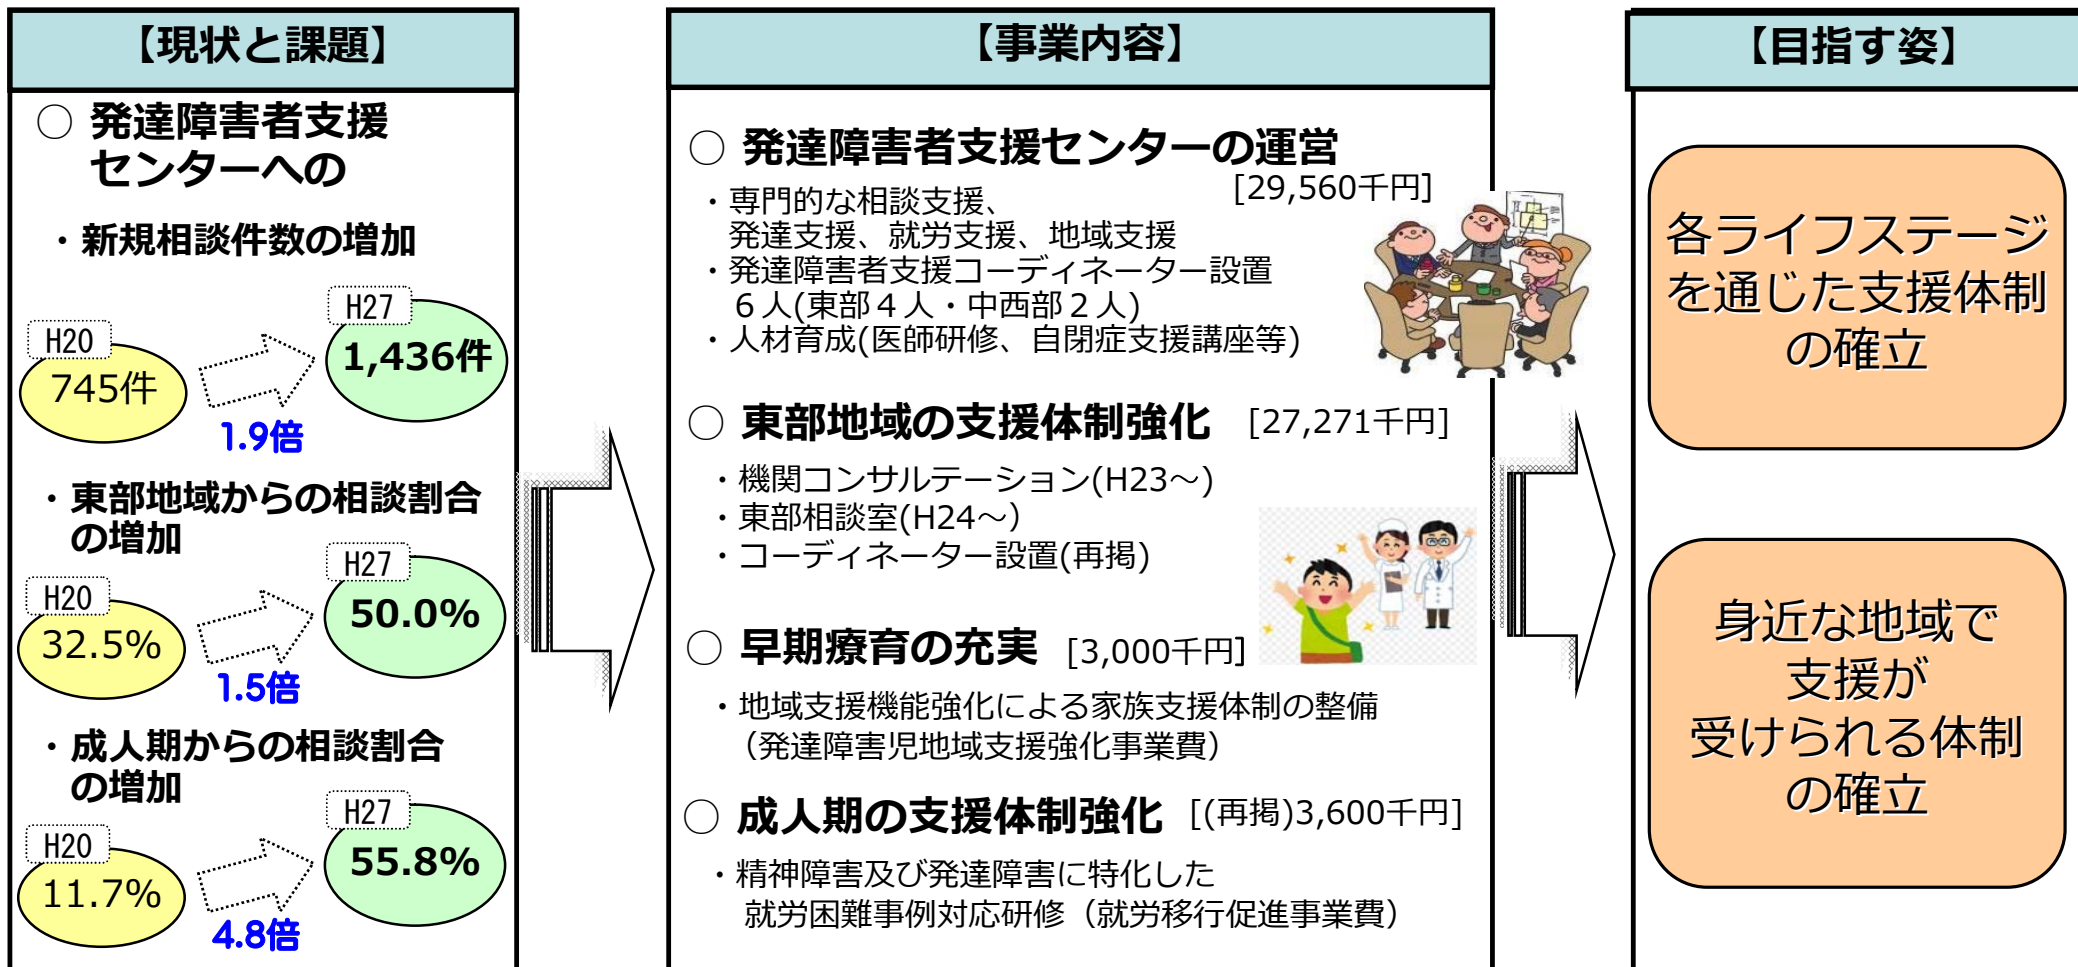 【現状と課題】
○ 発達障害者支援
センターへの
・新規相談件数の増加
H20
745件
H27
1,436件
1.9倍
・東部地域からの相談割合
の増加
H20
32.5%
H27
50.0%
1.5倍
・成人期からの相談割合
の増加
H20
11.7%
H27
55.8%
4.8倍
【事業内容】
○ 発達障害者支援センターの運営
[29,560千円]
・専門的な相談支援、
発達支援、就労支援、地域支援
・発達障害者支援コーディネーター設置
６人(東部４人・中西部２人)
・人材育成(医師研修、自閉症支援講座等)
○ 東部地域の支援体制強化 [27,271千円]
・機関コンサルテーション(H23～)
・東部相談室(H24～）
・コーディネーター設置(再掲)
○ 早期療育の充実 [3,000千円]
・地域支援機能強化による家族支援体制の整備
（発達障害児地域支援強化事業費）
○ 成人期の支援体制強化 [(再掲)3,600千円]
・精神障害及び発達障害に特化した
就労困難事例対応研修（就労移行促進事業費）
【目指す姿】
各ライフステージ
を通じた支援体制
の確立
身近な地域で
支援が
受けられる体制
の確立